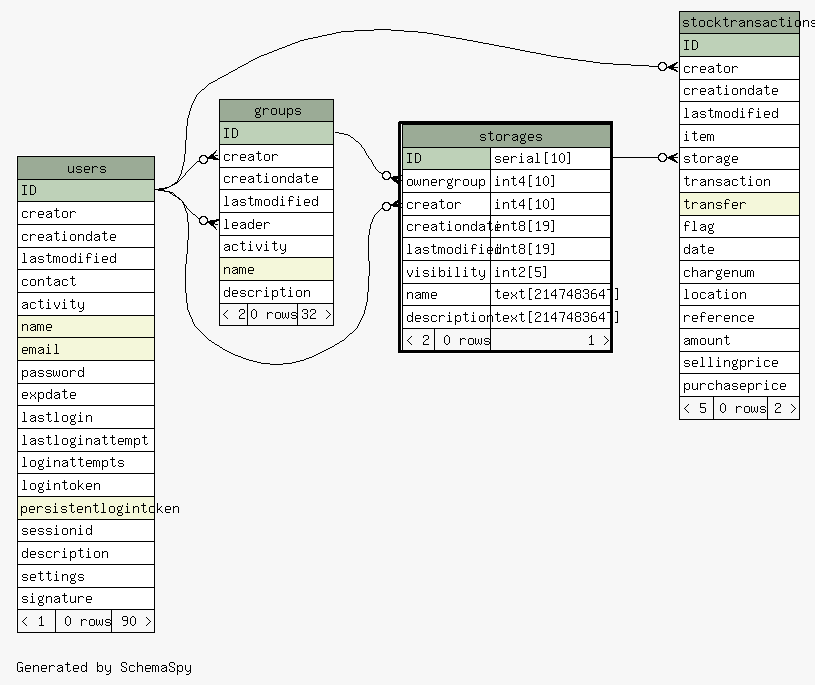 users
ID
creator
creationdate
lastmodified
contact
activity
name
email
password
expdate
lastlogin
lastloginattempt
loginattempts
logintoken
persistentlogintoken
sessionid
description
settings
signature
< 1 0 rows 90 >
groups
ID
creator
creationdate
lastmodified
leader
activity
name
description
< 2 0 rows 32 >
storages
ID serial[10]
ownergroup int4[10]
creator int4[10]
creationdate int8[19]
lastmodified int8[19]
visibility int2[5]
name text[2147483647]
description text[2147483647]
< 2 0 rows 1 >
stocktransactions
ID
creator
creationdate
lastmodified
item
storage
transaction
transfer
flag
date
chargenum
location
reference
amount
sellingprice
purchaseprice
< 5 0 rows 2 >
Generated by SchemaSpy